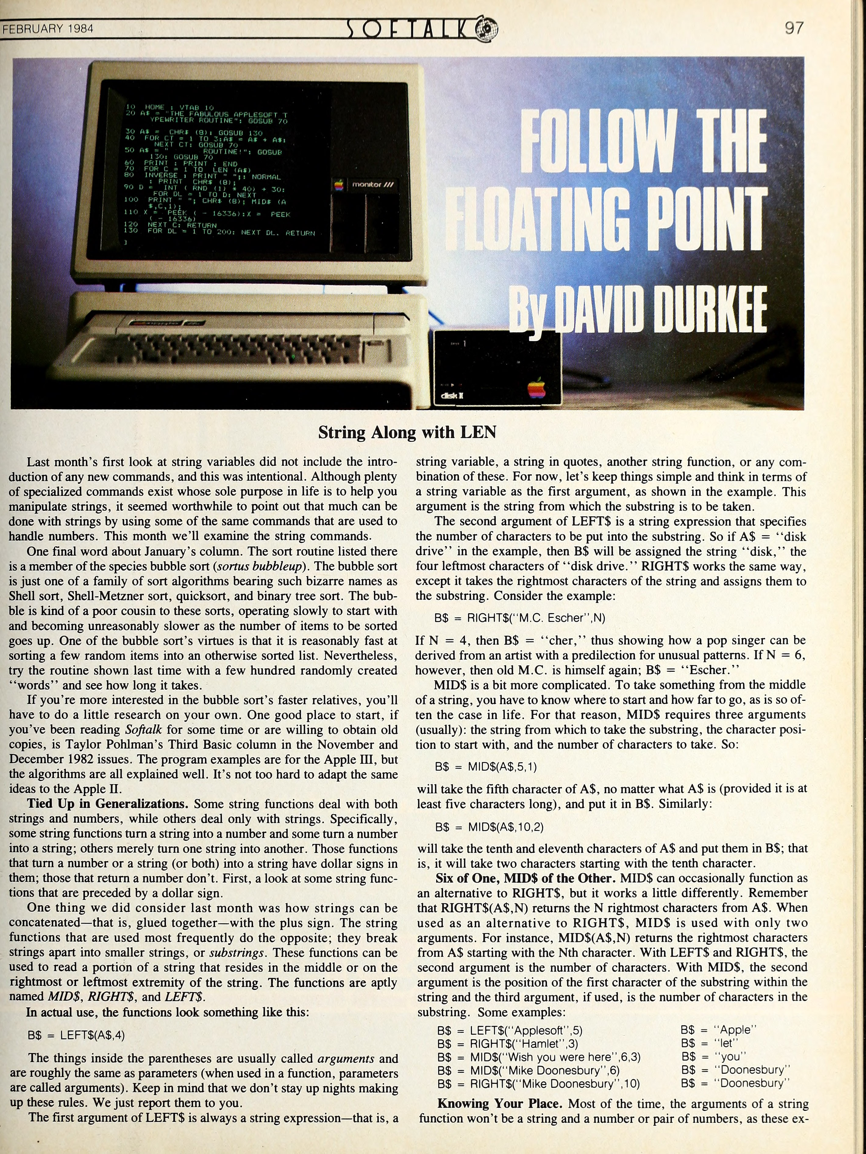 FEBRUARY 1984
SOFTALK
97
10 HOME : VTAB 10
20 A$ = "THE FABULOUS APPLESOFT T
YPEWRITER ROUTINE": GOSUB 70
30 A$ = CHR$ (8): GOSUB 130
40 FOR CT = 1 TO 3:A$ = A$ + A$:
NEXT CT: GOSUB 70
50 A$ = " ROUTINE!": GOSUB
130: GOSUB 70
60 PRINT : PRINT : END
70 FOR C = 1 TO LEN (A$)
80 INVERSE : PRINT " ";: NORMAL
: PRINT CHR$ (8);
90 D = INT ( RND (1) * 40) + 30:
FOR DL = 1 TO D: NEXT
100 PRINT " "; CHR$ (8); MID$ (A
$,C,1);
110 X = PEEK ( - 16336):X = PEEK
( - 16336)
120 NEXT C: RETURN
130 FOR DL = 1 TO 200: NEXT DL: RETURN
]
monitor ///
disk II
FOLLOW THE
FLOATING POINT
By DAVID DURKEE
String Along with LEN
Last month's first look at string variables did not include the intro-
duction of any new commands, and this was intentional. Although plenty
of specialized commands exist whose sole purpose in life is to help you
manipulate strings, it seemed worthwhile to point out that much can be
done with strings by using some of the same commands that are used to
handle numbers. This month we'll examine the string commands.
One final word about January's column. The sort routine listed there
is a member of the species bubble sort (sortus bubbleup). The bubble sort
is just one of a family of sort algorithms bearing such bizarre names as
Shell sort, Shell-Metzner sort, quicksort, and binary tree sort. The bub-
ble is kind of a poor cousin to these sorts, operating slowly to start with
and becoming unreasonably slower as the number of items to be sorted
goes up. One of the bubble sort's virtues is that it is reasonably fast at
sorting a few random items into an otherwise sorted list. Nevertheless,
try the routine shown last time with a few hundred randomly created
"words" and see how long it takes.
If you're more interested in the bubble sort's faster relatives, you'll
have to do a little research on your own. One good place to start, if
you've been reading Softalk for some time or are willing to obtain old
copies, is Taylor Pohlman's Third Basic column in the November and
December 1982 issues. The program examples are for the Apple III, but
the algorithms are all explained well. It's not too hard to adapt the same
ideas to the Apple II.
Tied Up in Generalizations. Some string functions deal with both
strings and numbers, while others deal only with strings. Specifically,
some string functions turn a string into a number and some turn a number
into a string; others merely turn one string into another. Those functions
that turn a number or a string (or both) into a string have dollar signs in
them; those that return a number don't. First, a look at some string func-
tions that are preceded by a dollar sign.
One thing we did consider last month was how strings can be
concatenated—that is, glued together—with the plus sign. The string
functions that are used most frequently do the opposite; they break
strings apart into smaller strings, or substrings. These functions can be
used to read a portion of a string that resides in the middle or on the
rightmost or leftmost extremity of the string. The functions are aptly
named MID$, RIGHT$, and LEFT$.
In actual use, the functions look something like this:
B$ = LEFT$(A$,4)
The things inside the parentheses are usually called arguments and
are roughly the same as parameters (when used in a function, parameters
are called arguments). Keep in mind that we don't stay up nights making
up these rules. We just report them to you.
The first argument of LEFT$ is always a string expression—that is, a
string variable, a string in quotes, another string function, or any com-
bination of these. For now, let's keep things simple and think in terms of
a string variable as the first argument, as shown in the example. This
argument is the string from which the substring is to be taken.
The second argument of LEFT$ is a string expression that specifies
the number of characters to be put into the substring. So if A$ = "disk
drive" in the example, then B$ will be assigned the string "disk," the
four leftmost characters of "disk drive." RIGHT$ works the same way,
except it takes the rightmost characters of the string and assigns them to
the substring. Consider the example:
B$ = RIGHT$("M.C. Escher",N)
If N = 4, then B$ = "cher," thus showing how a pop singer can be
derived from an artist with a predilection for unusual patterns. If N = 6,
however, then old M.C. is himself again; B$ = "Escher."
MID$ is a bit more complicated. To take something from the middle
of a string, you have to know where to start and how far to go, as is so of-
ten the case in life. For that reason, MID$ requires three arguments
(usually): the string from which to take the substring, the character posi-
tion to start with, and the number of characters to take. So:
B$ = MID$(A$,5,1)
will take the fifth character of A$, no matter what A$ is (provided it is at
least five characters long), and put it in B$. Similarly:
B$ = MID$(A$,10,2)
will take the tenth and eleventh characters of A$ and put them in B$; that
is, it will take two characters starting with the tenth character.
Six of One, MID$ of the Other. MID$ can occasionally function as
an alternative to RIGHT$, but it works a little differently. Remember
that RIGHT$(A$,N) returns the N rightmost characters from A$. When
used as an alternative to RIGHT$, MID$ is used with only two
arguments. For instance, MID$(A$,N) returns the rightmost characters
from A$ starting with the Nth character. With LEFT$ and RIGHT$, the
second argument is the number of characters. With MID$, the second
argument is the position of the first character of the substring within the
string and the third argument, if used, is the number of characters in the
substring. Some examples:
B$ = LEFT$("Applesoft",5) B$ = "Apple"
B$ = RIGHT$("Hamlet",3) B$ = "let"
B$ = MID$("Wish you were here",6,3) B$ = "you"
B$ = MID$("Mike Doonesbury",6) B$ = "Doonesbury"
B$ = RIGHT$("Mike Doonesbury",10) B$ = "Doonesbury"
Knowing Your Place. Most of the time, the arguments of a string
function won't be a string and a number or pair of numbers, as these ex-